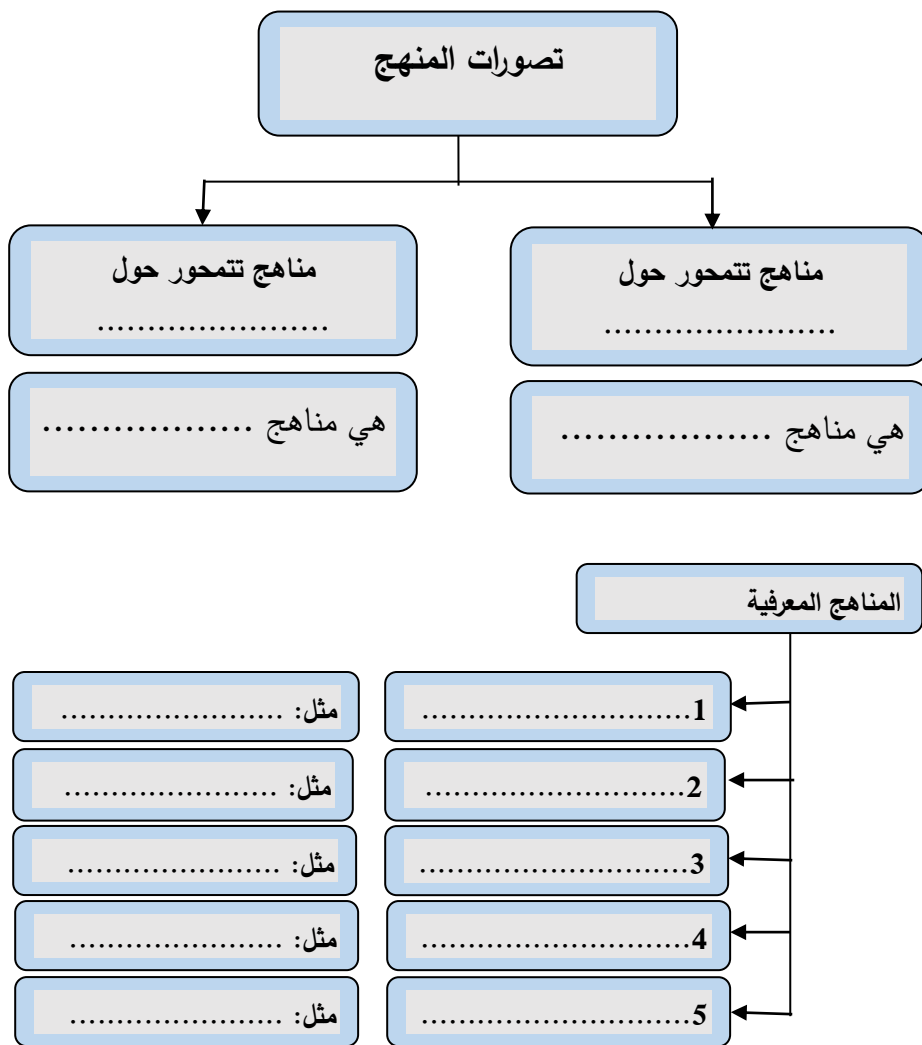 تصورات المنهج
مناهج تتمحور حول
.......................
مناهج تتمحور حول
.......................
هي مناهج ..................
هي مناهج ..................
المناهج المعرفية
1.............................
مثل: ........................
2............................
مثل: .......................
3.............................
مثل: .......................
4.............................
مثل: .......................
5.............................
مثل: .......................